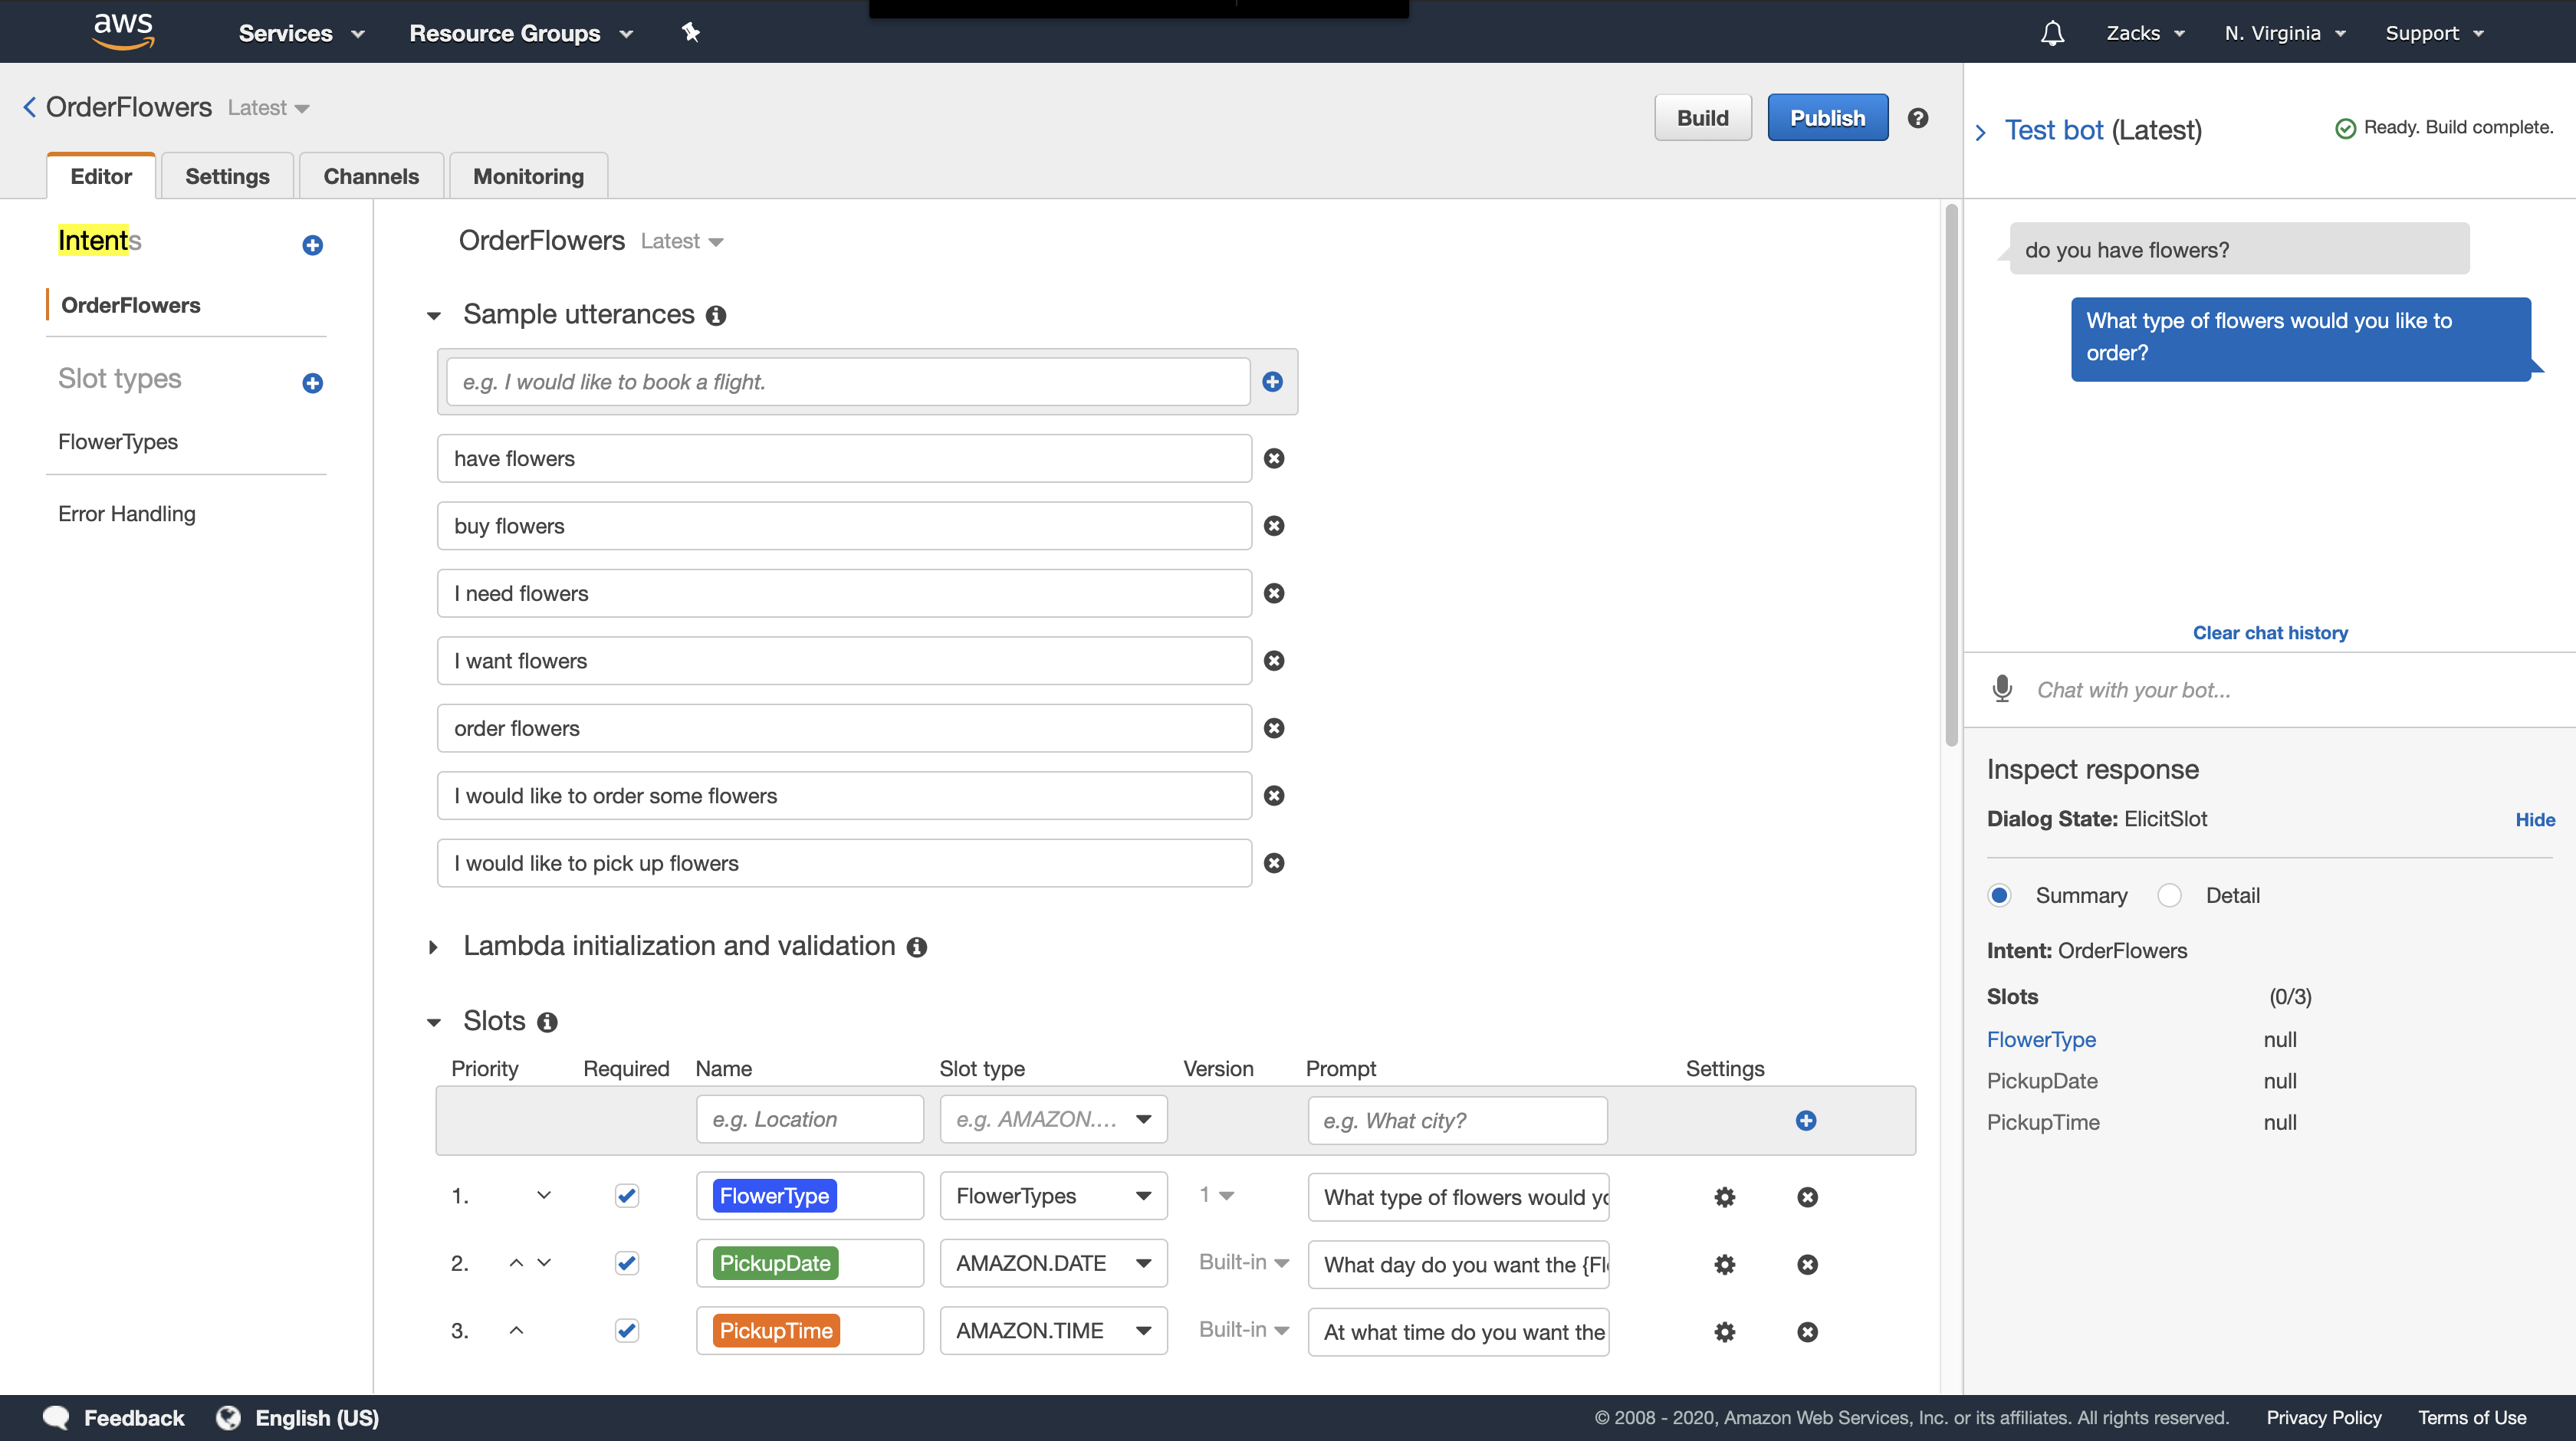 aws
Services
Resource Groups
Zacks
N. Virginia
Support
OrderFlowers Latest
Build
Publish
Editor
Settings
Channels
Monitoring
Intents
OrderFlowers
Slot types
FlowerTypes
Error Handling
OrderFlowers Latest
Sample utterances
e.g. I would like to book a flight.
have flowers
buy flowers
I need flowers
I want flowers
order flowers
I would like to order some flowers
I would like to pick up flowers
Lambda initialization and validation
Slots
Priority Required Name Slot type Version Prompt Settings
e.g. Location e.g. AMAZON.... e.g. What city?
1. FlowerType FlowerTypes 1 What type of flowers would yo
2. PickupDate AMAZON.DATE Built-in What day do you want the {Fl
3. PickupTime AMAZON.TIME Built-in At what time do you want the
Test bot (Latest)
Ready. Build complete.
do you have flowers?
What type of flowers would you like to
order?
Clear chat history
Chat with your bot...
Inspect response
Dialog State: ElicitSlot
Hide
Summary
Detail
Intent: OrderFlowers
Slots (0/3)
FlowerType null
PickupDate null
PickupTime null
Feedback
English (US)
© 2008 - 2020, Amazon Web Services, Inc. or its affiliates. All rights reserved.
Privacy Policy
Terms of Use